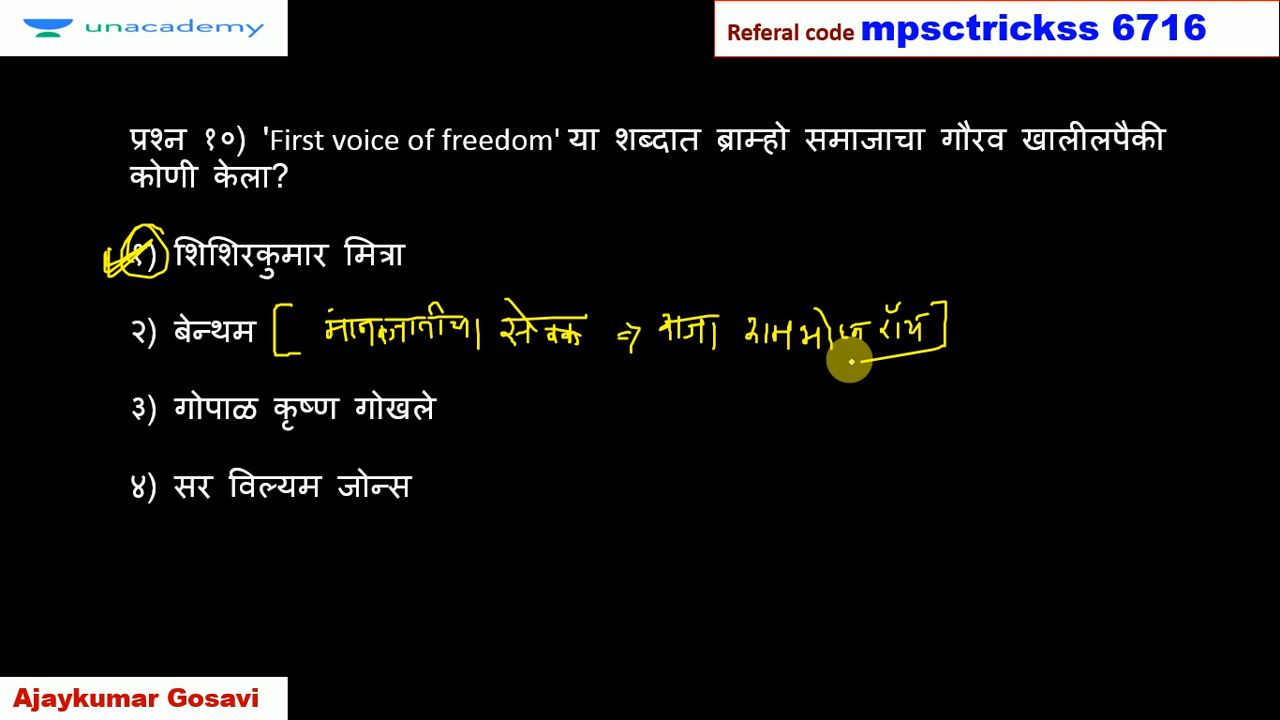 unacademy
Referal code mpsctrickss 6716
प्रश्न १०) 'First voice of freedom' या शब्दात ब्राम्हो समाजाचा गौरव खालीलपैकी
कोणी केला?
१) शिशिरकुमार मित्रा
२) बेन्थम [ मानवजातीचा सेवक => राजा राममोहन रॉय ]
३) गोपाळ कृष्ण गोखले
४) सर विल्यम जोन्स
Ajaykumar Gosavi